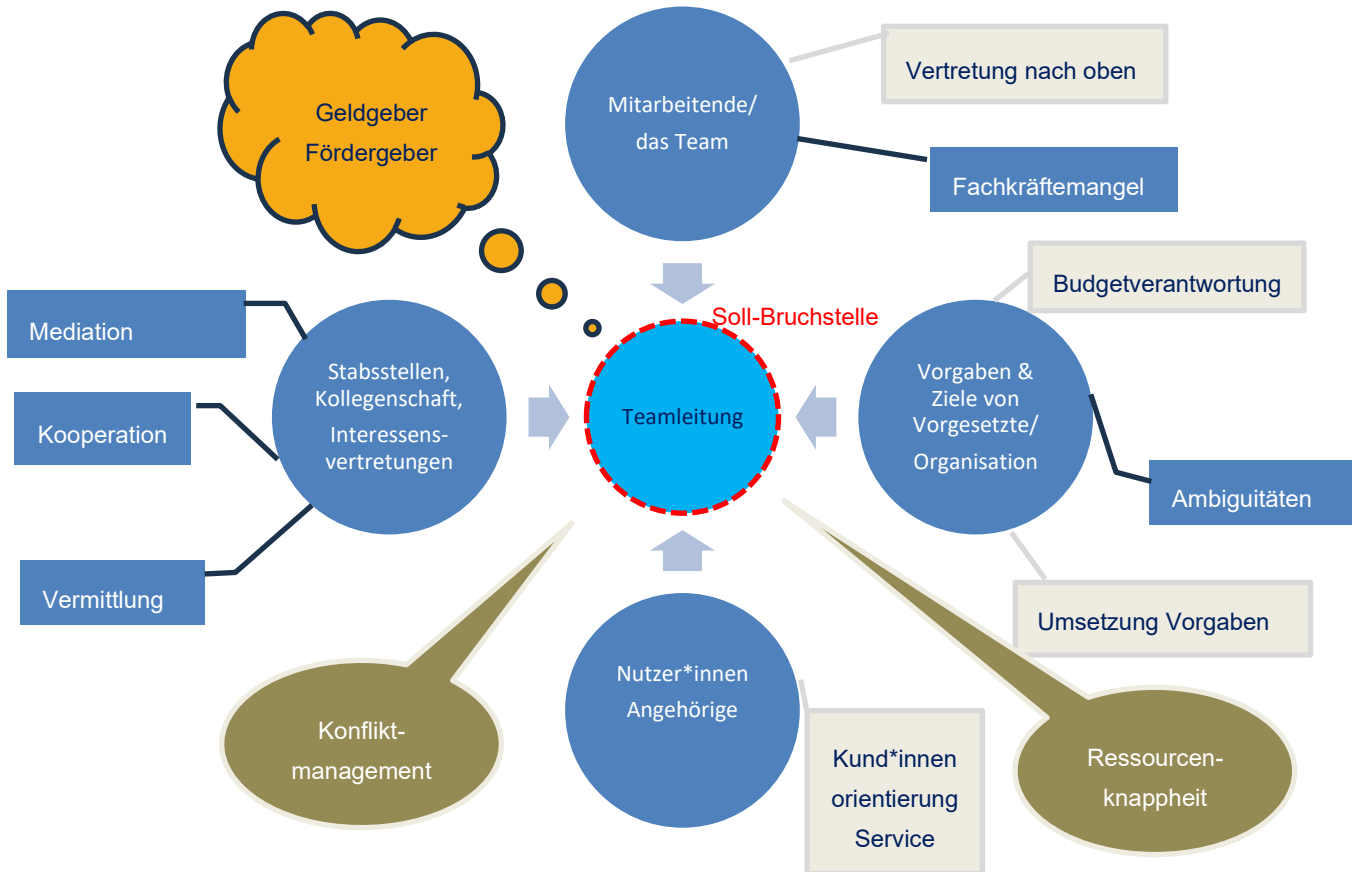 Geldgeber
Fördergeber
Mitarbeitende/
das Team
Vertretung nach oben
Fachkräftemangel
Mediation
Kooperation
Vermittlung
Stabsstellen,
Kollegenschaft,
Interessens-
vertretungen
Soll-Bruchstelle
Teamleitung
Budgetverantwortung
Vorgaben &
Ziele von
Vorgesetzte/
Organisation
Ambiguitäten
Umsetzung Vorgaben
Konflikt-
management
Nutzer*innen
Angehörige
Kund*innen
orientierung
Service
Ressourcen-
knappheit